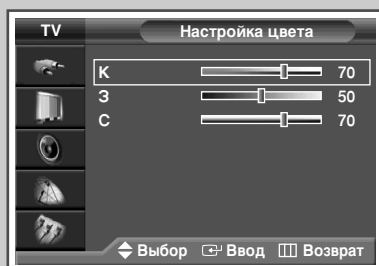 TV Настройка цвета
К 70
З 50
С 70
Выбор Ввод Возврат